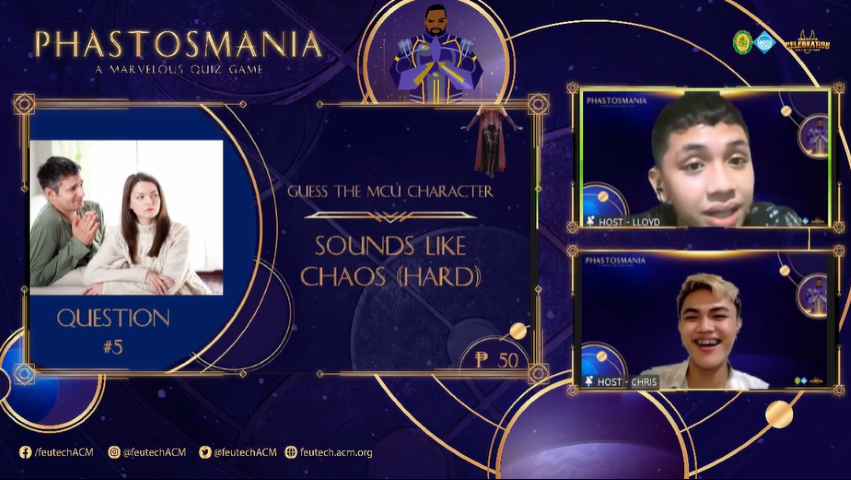 PHASTOSMANIA
A MARVELOUS QUIZ GAME
CELEBRATION
GUESS THE MCU CHARACTER
SOUNDS LIKE
CHAOS (HARD)
QUESTION
#5
₱ 50
PHASTOSMANIA
HOST - LLOYD
PHASTOSMANIA
HOST - CHRIS
/feutechACM
@feutechACM
@feutechACM
feutech.acm.org